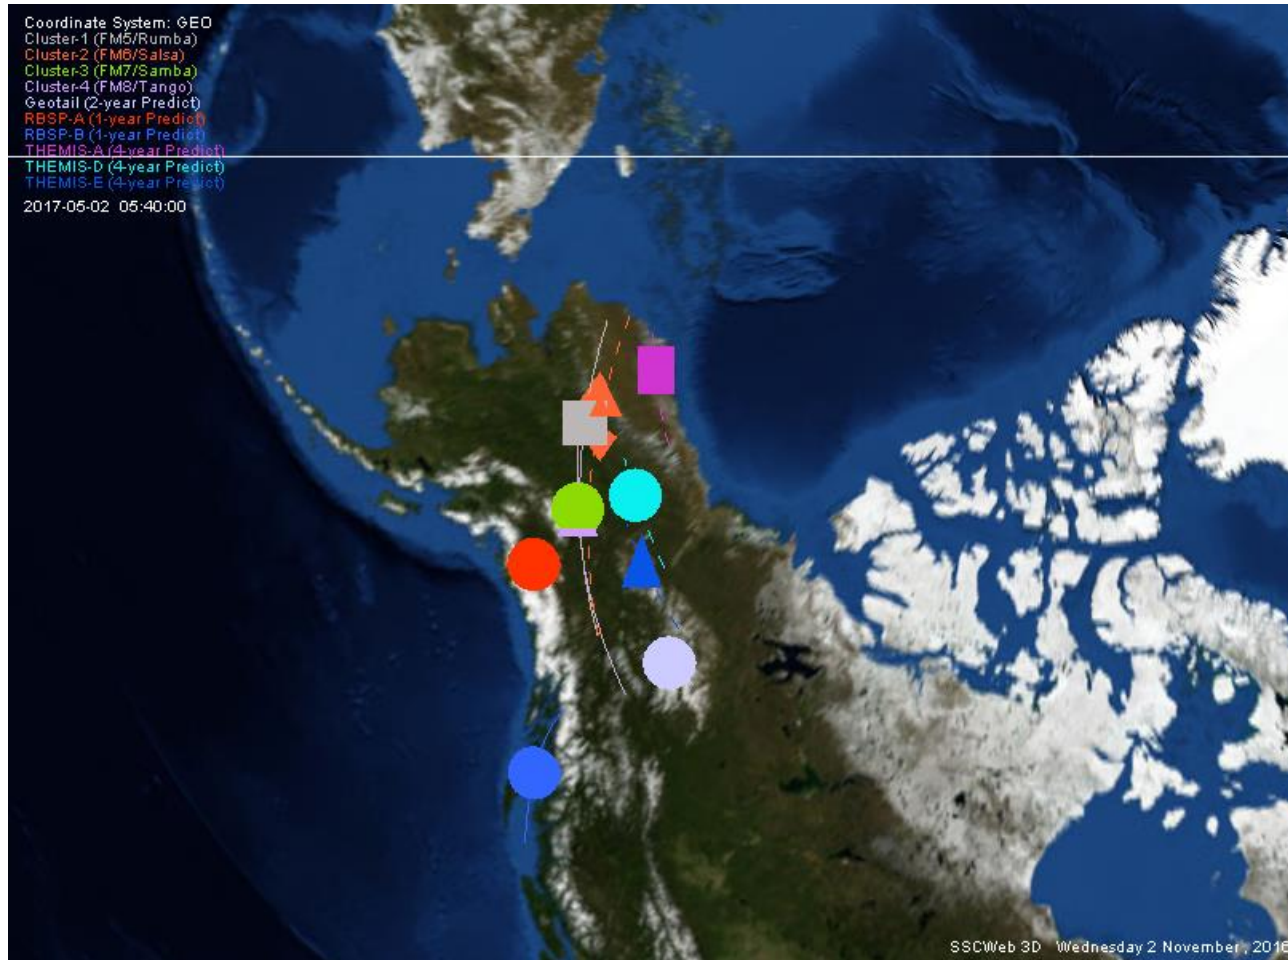 Coordinate System: GEO
Cluster-1 (FM5/Rumba)
Cluster-2 (FM6/Salsa)
Cluster-3 (FM7/Samba)
Cluster-4 (FM8/Tango)
Geotail (2-year Predict)
RBSP-A (1-year Predict)
RBSP-B (1-year Predict)
THEMIS-A (4-year Predict)
THEMIS-D (4-year Predict)
THEMIS-E (4-year Predict)
2017-05-02 05:40:00
SSCWeb 3D Wednesday 2 November, 2016